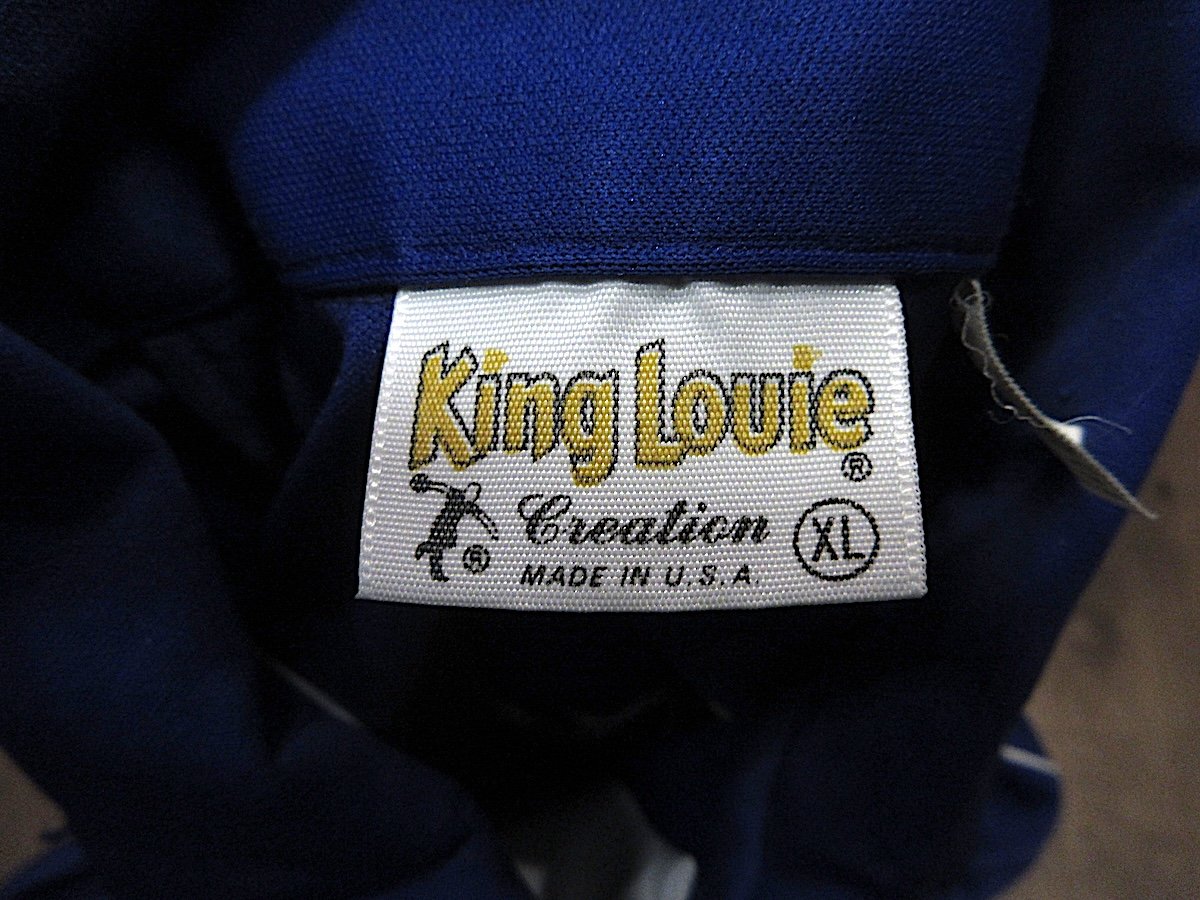 King Louie ®
® Creation XL
MADE IN U.S.A.